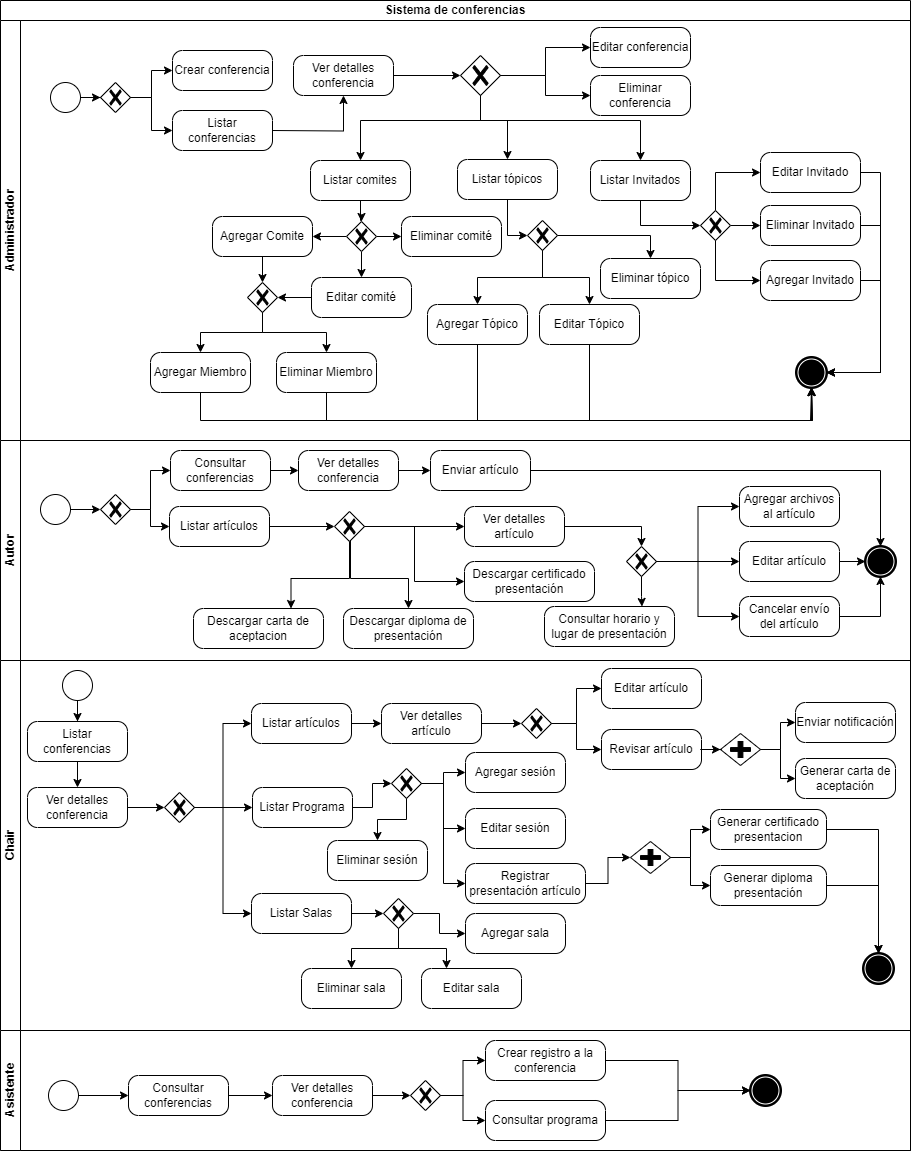 Sistema de conferencias
Administrador
Crear conferencia
Listar
conferencias
Ver detalles
conferencia
Editar conferencia
Eliminar
conferencia
Listar comites
Listar tópicos
Listar Invitados
Editar Invitado
Eliminar Invitado
Agregar Invitado
Agregar Comite
Eliminar comité
Editar comité
Eliminar tópico
Agregar Tópico
Editar Tópico
Agregar Miembro
Eliminar Miembro
Autor
Consultar
conferencias
Ver detalles
conferencia
Enviar artículo
Listar artículos
Ver detalles
artículo
Descargar certificado
presentación
Descargar carta de
aceptacion
Descargar diploma de
presentación
Consultar horario y
lugar de presentación
Agregar archivos
al artículo
Editar artículo
Cancelar envío
del artículo
Chair
Listar
conferencias
Ver detalles
conferencia
Listar artículos
Ver detalles
artículo
Editar artículo
Revisar artículo
Enviar notificación
Generar carta de
aceptación
Listar Programa
Eliminar sesión
Agregar sesión
Editar sesión
Registrar
presentación artículo
Generar certificado
presentacion
Generar diploma
presentación
Listar Salas
Agregar sala
Eliminar sala
Editar sala
Asistente
Consultar
conferencias
Ver detalles
conferencia
Crear registro a la
conferencia
Consultar programa